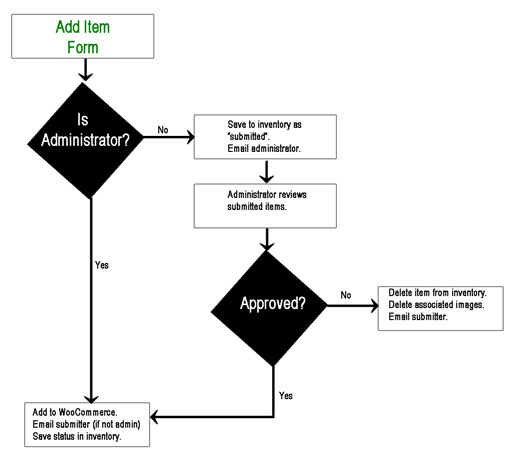 Add Item
Form
Is
Administrator?
No
Save to inventory as
"submitted".
Email administrator.
Administrator reviews
submitted items.
Yes
Approved?
No
Delete item from inventory.
Delete associated images.
Email submitter.
Yes
Add to WooCommerce.
Email submitter (if not admin)
Save status in inventory.